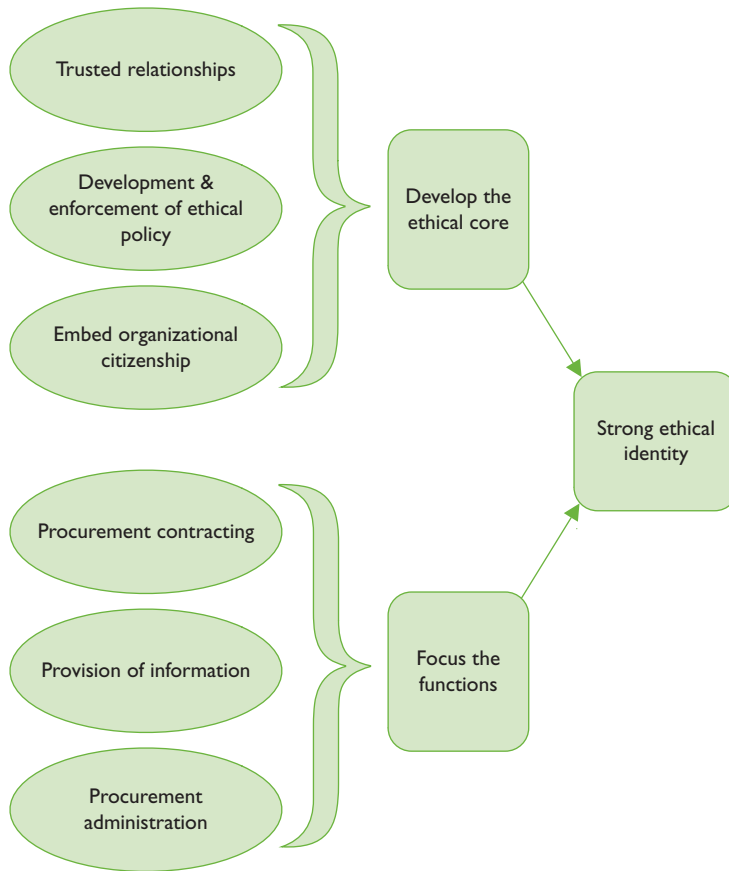 Trusted relationships
Development &
enforcement of ethical
policy
Embed organizational
citizenship
Develop the
ethical core
Strong ethical
identity
Procurement contracting
Provision of information
Procurement
administration
Focus the
functions